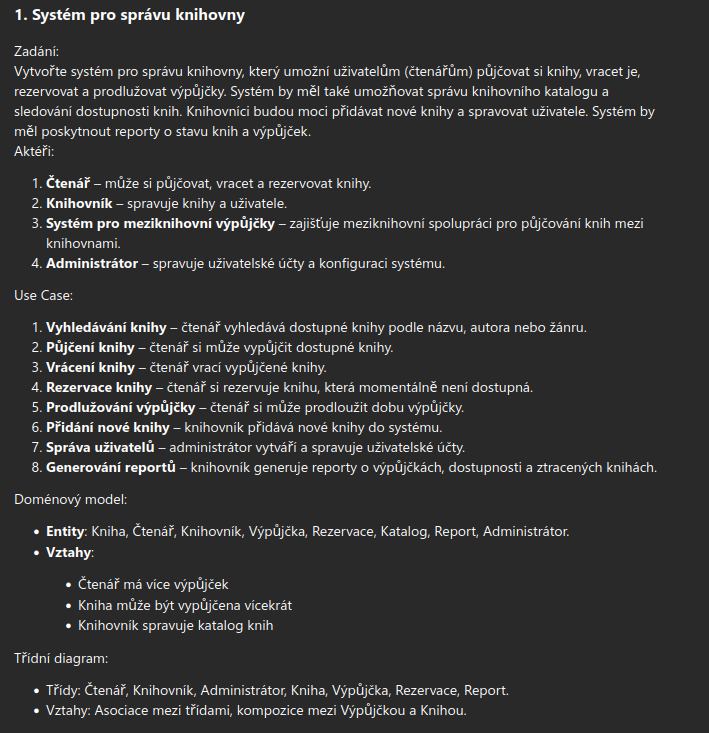 1. Systém pro správu knihovny
Zadání:
Vytvořte systém pro správu knihovny, který umožní uživatelům (čtenářům) půjčovat si knihy, vracet je,
rezervovat a prodlužovat výpůjčky. Systém by měl také umožňovat správu knihovního katalogu a
sledování dostupnosti knih. Knihovníci budou moci přidávat nové knihy a spravovat uživatele. Systém by
měl poskytnout reporty o stavu knih a výpůjček.
Aktéři:
1. Čtenář – může si půjčovat, vracet a rezervovat knihy.
2. Knihovník – spravuje knihy a uživatele.
3. Systém pro meziknihovní výpůjčky – zajišťuje meziknihovní spolupráci pro půjčování knih mezi
knihovnami.
4. Administrátor – spravuje uživatelské účty a konfiguraci systému.
Use Case:
1. Vyhledávání knihy – čtenář vyhledává dostupné knihy podle názvu, autora nebo žánru.
2. Půjčení knihy – čtenář si může vypůjčit dostupné knihy.
3. Vrácení knihy – čtenář vrací vypůjčené knihy.
4. Rezervace knihy – čtenář si rezervuje knihu, která momentálně není dostupná.
5. Prodlužování výpůjčky – čtenář si může prodloužit dobu výpůjčky.
6. Přidání nové knihy – knihovník přidává nové knihy do systému.
7. Správa uživatelů – administrátor vytváří a spravuje uživatelské účty.
8. Generování reportů – knihovník generuje reporty o výpůjčkách, dostupnosti a ztracených knihách.
Doménový model:
• Entity: Kniha, Čtenář, Knihovník, Výpůjčka, Rezervace, Katalog, Report, Administrátor.
• Vztahy:
• Čtenář má více výpůjček
• Kniha může být vypůjčena vícekrát
• Knihovník spravuje katalog knih
Třídní diagram:
• Třídy: Čtenář, Knihovník, Administrátor, Kniha, Výpůjčka, Rezervace, Report.
• Vztahy: Asociace mezi třídami, kompozice mezi Výpůjčkou a Knihou.